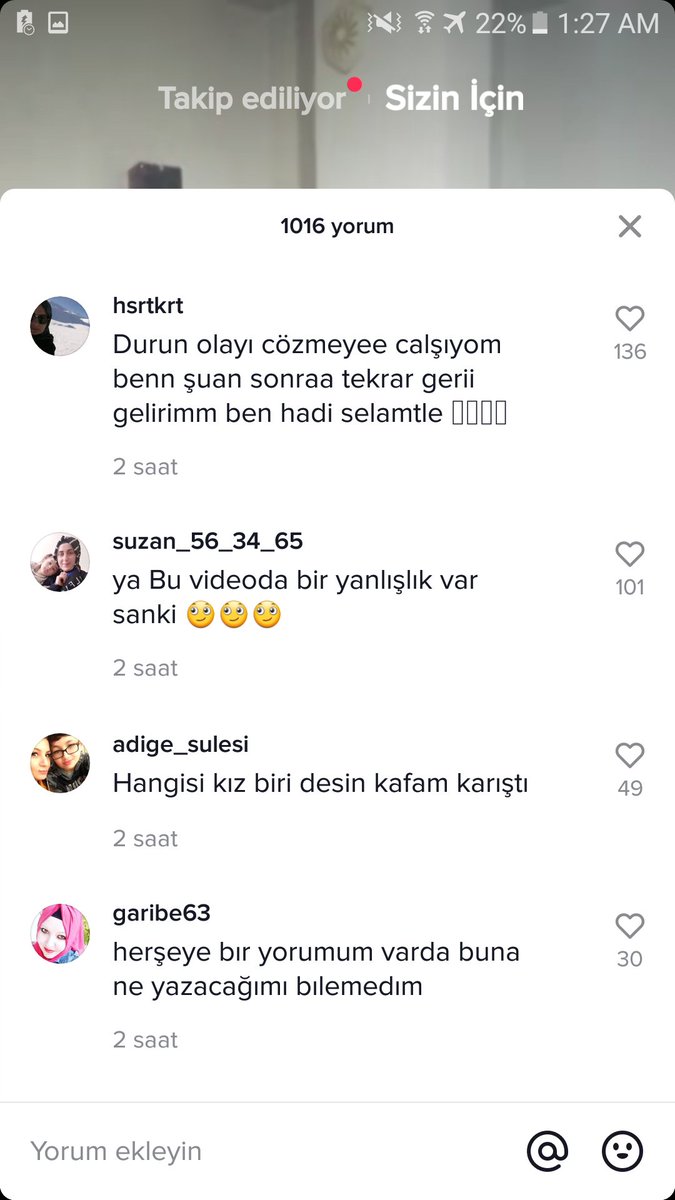 22% 1:27 AM
Takip ediliyor Sizin İçin
1016 yorum
hsrtkrt
Durun olayı cözmeyee calşıyom
benn şuan sonraa tekrar gerii
gelirimm ben hadi selamtle
136
2 saat
suzan_56_34_65
ya Bu videoda bir yanlışlık var
sanki 🙄🙄🙄
101
2 saat
adige_sulesi
Hangisi kız biri desin kafam karıştı
49
2 saat
garibe63
herşeye bır yorumum varda buna
ne yazacağımı bılemedım
30
2 saat
Yorum ekleyin